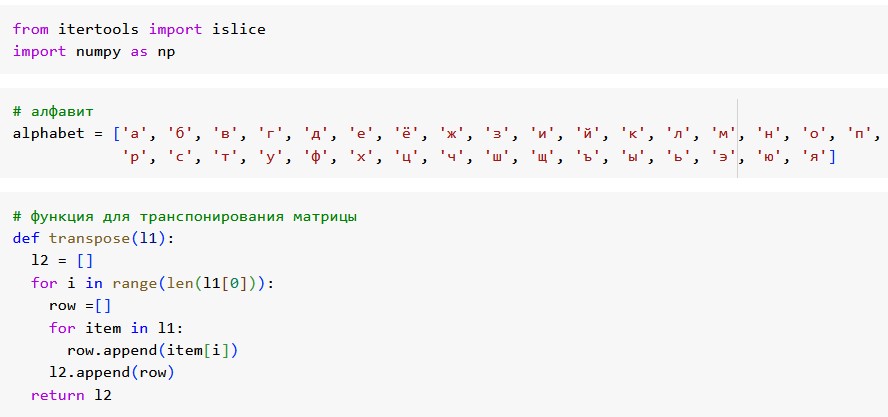 from itertools import islice
import numpy as np
# алфавит
alphabet = ['а', 'б', 'в', 'г', 'д', 'е', 'ё', 'ж', 'з', 'и', 'й', 'к', 'л', 'м', 'н', 'о', 'п',
            'р', 'с', 'т', 'у', 'ф', 'х', 'ц', 'ч', 'ш', 'щ', 'ъ', 'ы', 'ь', 'э', 'ю', 'я']
# функция для транспонирования матрицы
def transpose(l1):
  l2 = []
  for i in range(len(l1[0])):
    row =[]
    for item in l1:
      row.append(item[i])
    l2.append(row)
  return l2